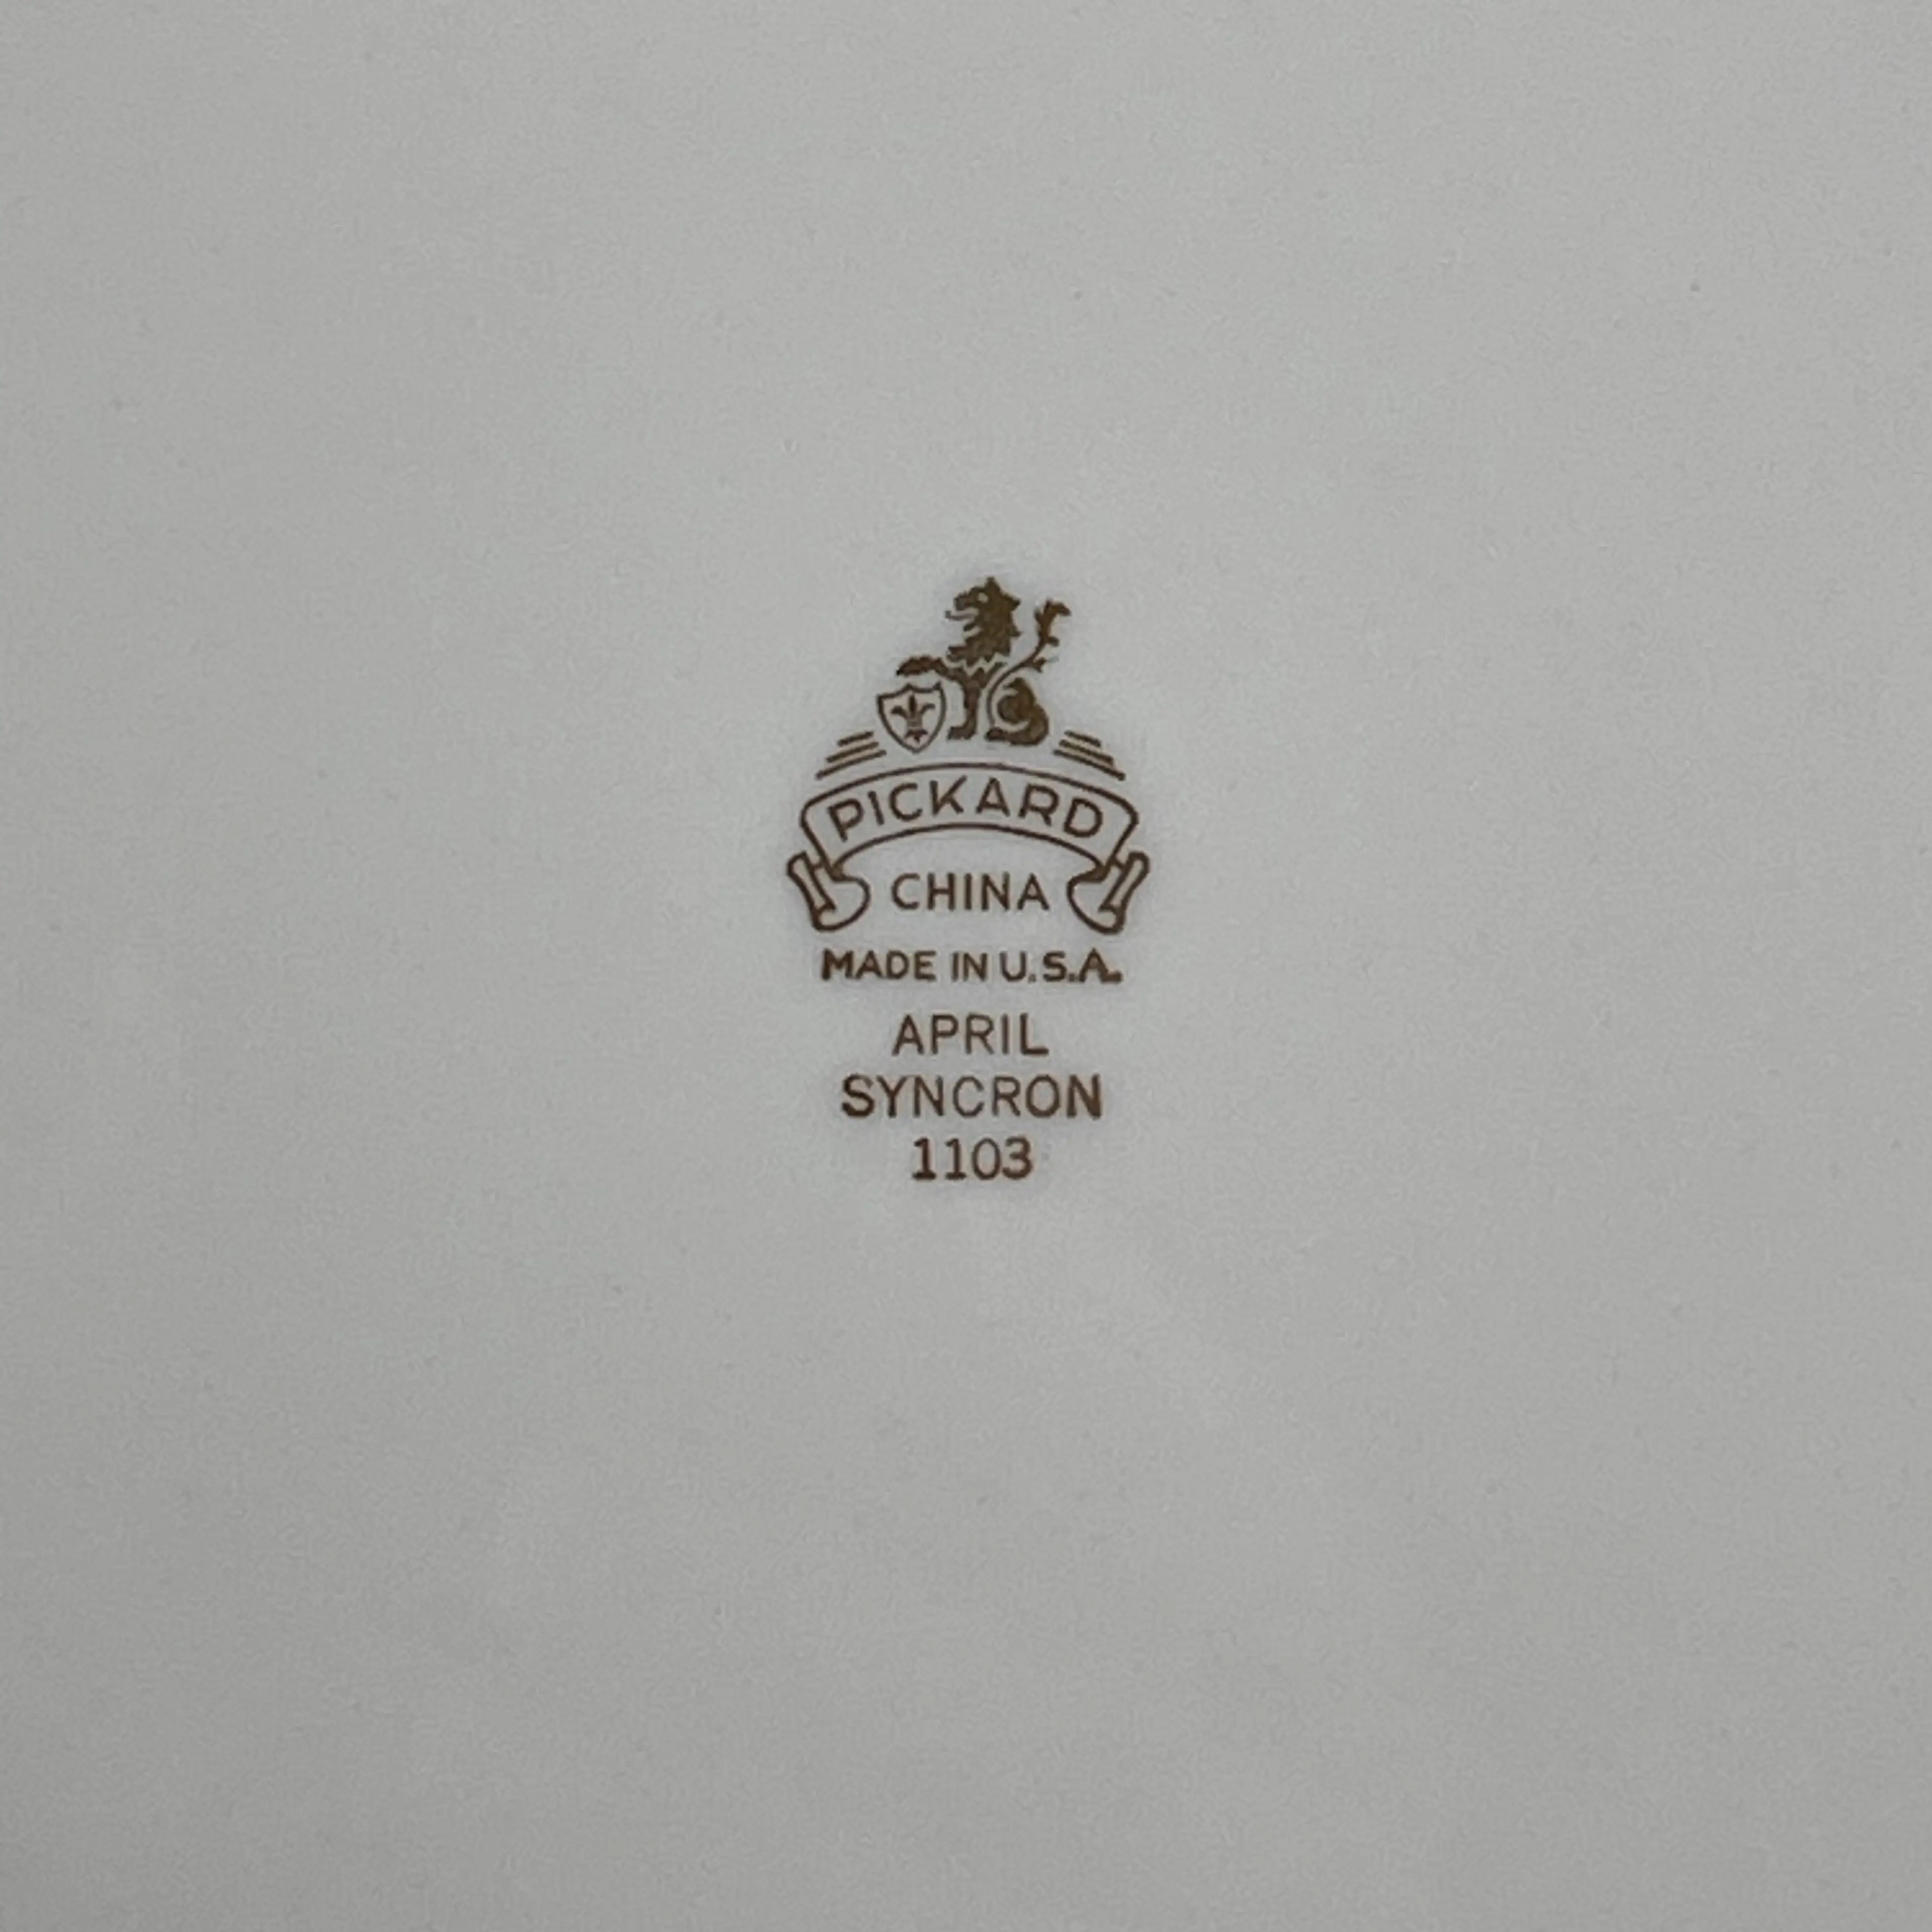 PICKARD
CHINA
MADE IN U.S.A.
APRIL
SYNCRON
1103